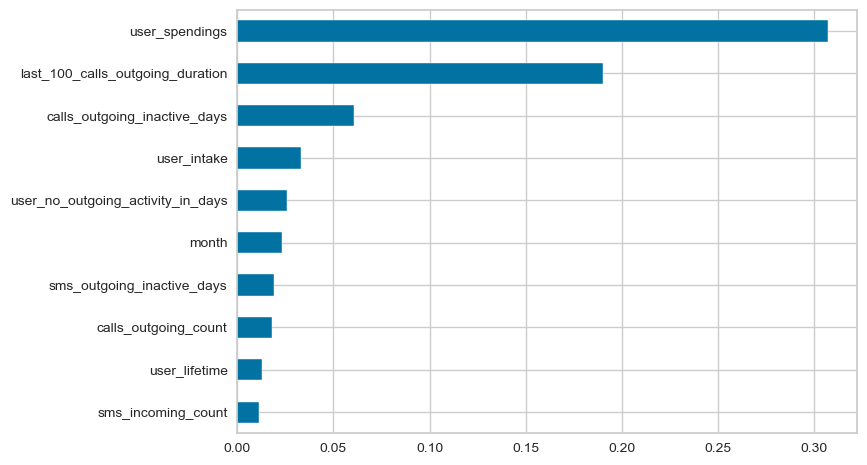 user_spendings
last_100_calls_outgoing_duration
calls_outgoing_inactive_days
user_intake
user_no_outgoing_activity_in_days
month
sms_outgoing_inactive_days
calls_outgoing_count
user_lifetime
sms_incoming_count
0.00 0.05 0.10 0.15 0.20 0.25 0.30